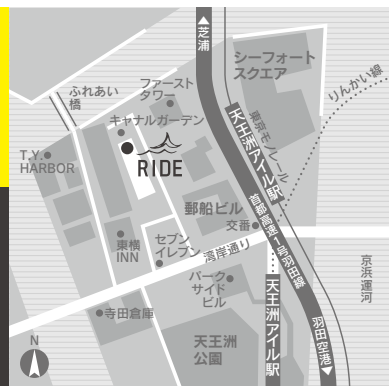 ▲芝浦
シーフォート
スクエア
ふれあい
橋
ファースト
タワー
りんかい線
キャナルガーデン
東京モノレール
天王洲アイル駅
T.Y.
HARBOR
RIDE
郵船ビル
交番
首都高速1号羽田線
東横
INN
セブン
イレブン
湾岸通り
京浜運河
パーク
サイド
ビル
天王洲アイル駅
寺田倉庫
天王洲
公園
羽田空港▼
N